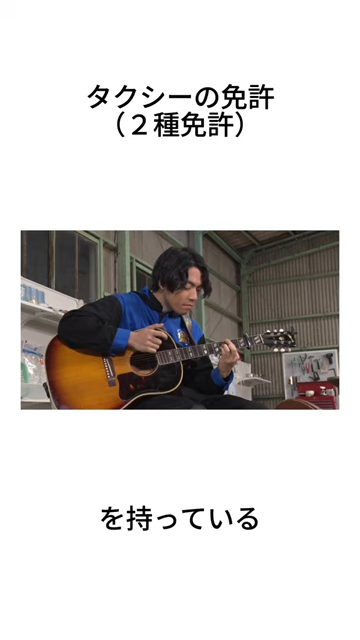 タクシーの免許
（２種免許）
を持っている